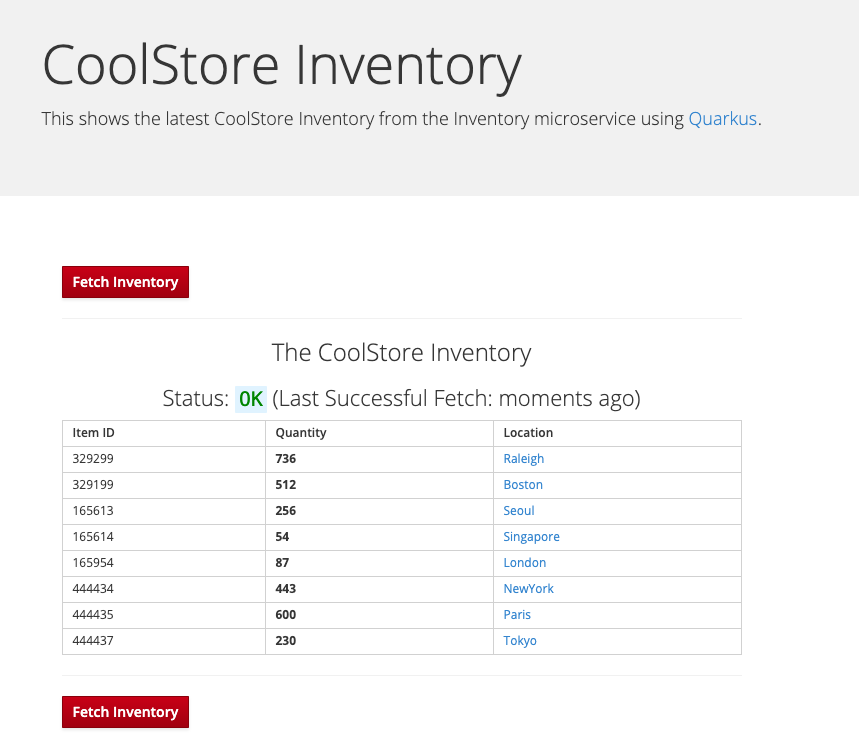 CoolStore Inventory
This shows the latest CoolStore Inventory from the Inventory microservice using Quarkus.
Fetch Inventory
The CoolStore Inventory
Status: OK (Last Successful Fetch: moments ago)
Item ID Quantity Location
329299 736 Raleigh
329199 512 Boston
165613 256 Seoul
165614 54 Singapore
165954 87 London
444434 443 NewYork
444435 600 Paris
444437 230 Tokyo
Fetch Inventory